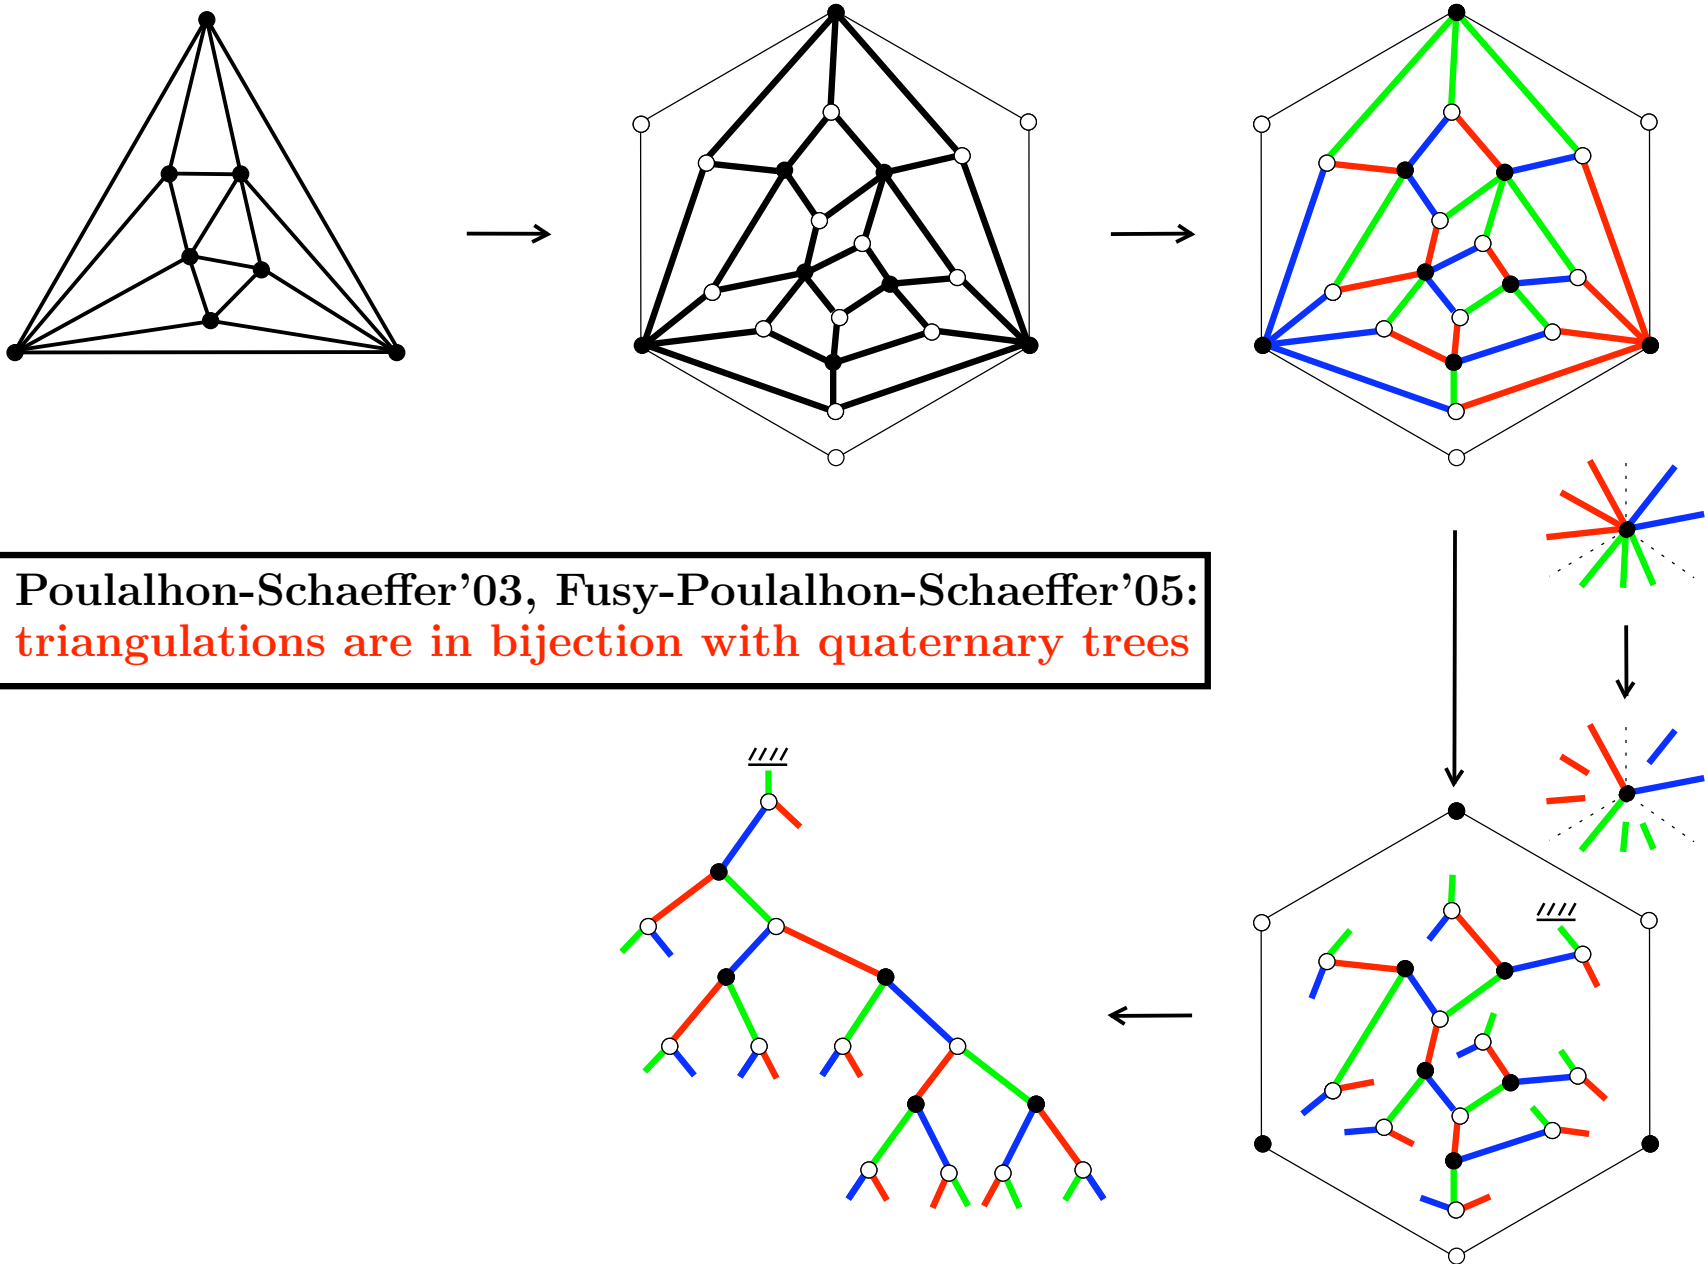 Poulalhon-Schaeffer'03, Fusy-Poulalhon-Schaeffer'05:
triangulations are in bijection with quaternary trees